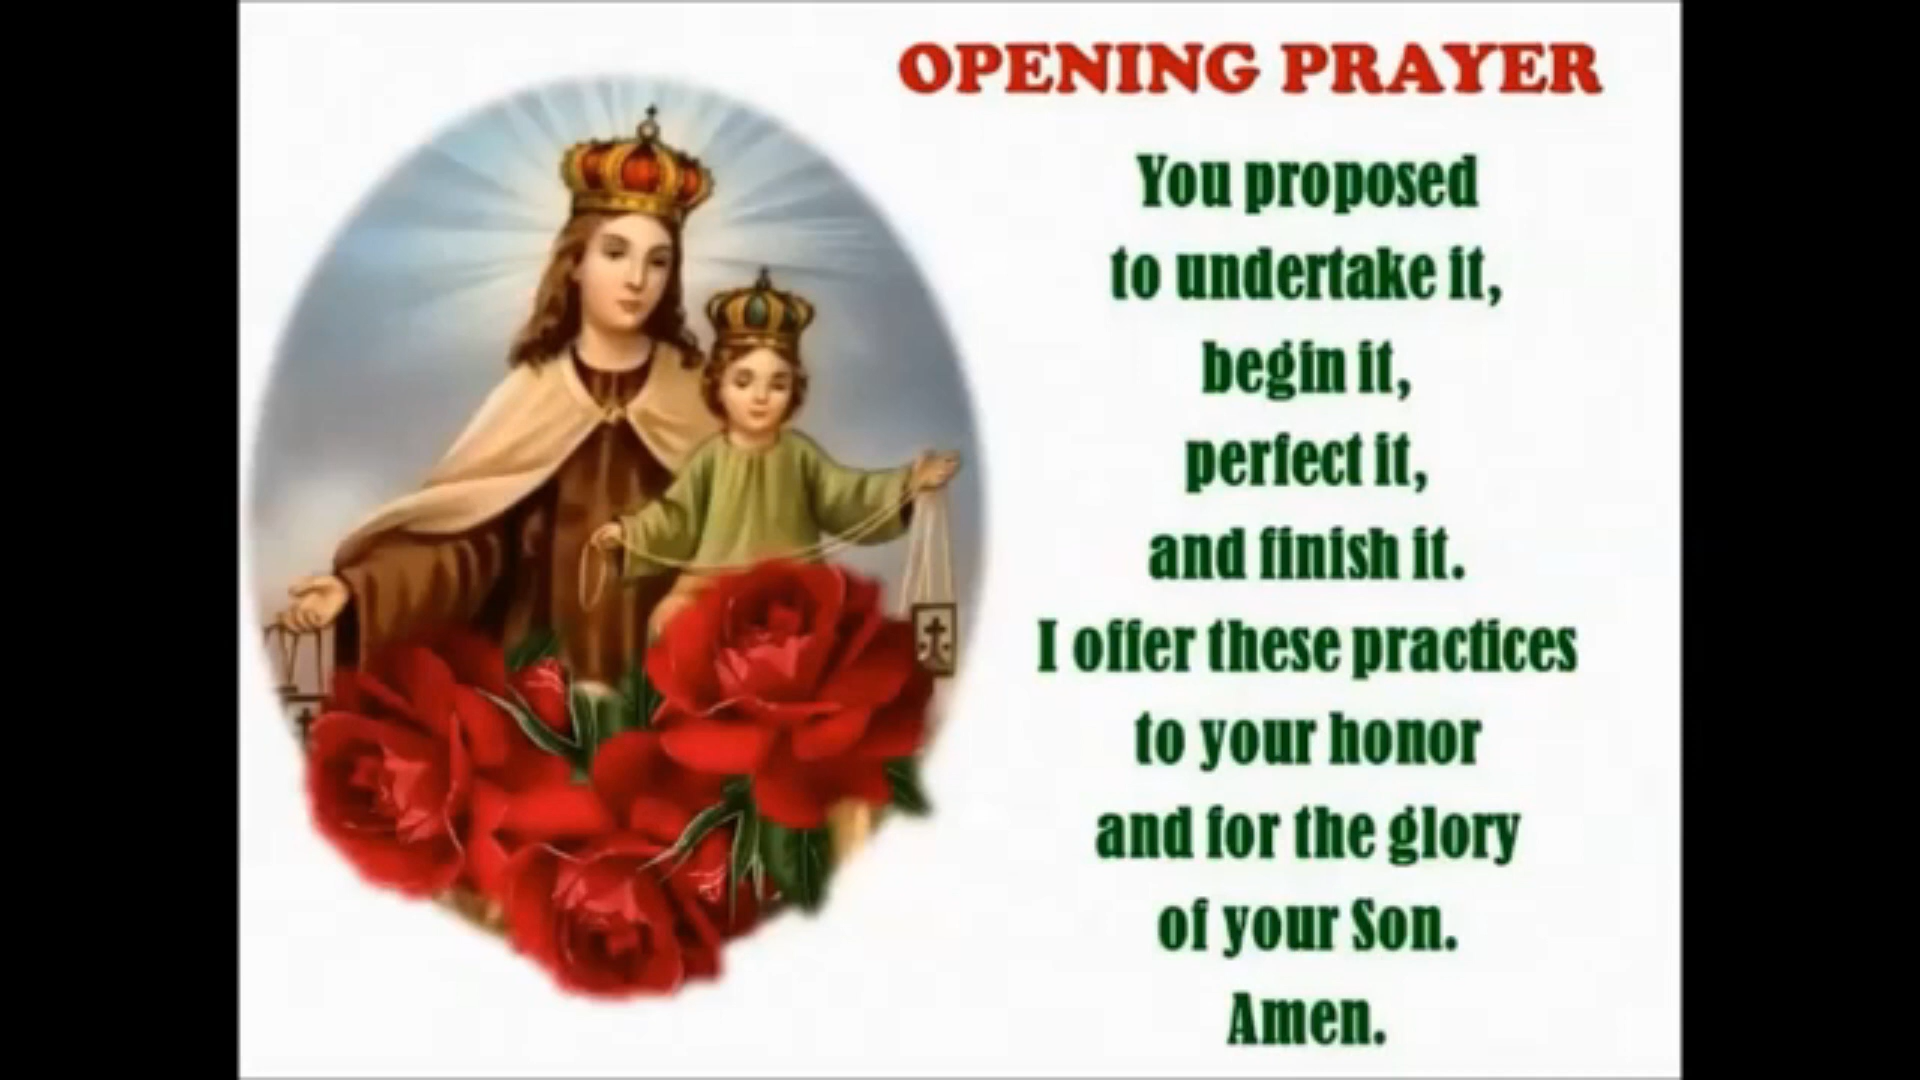 OPENING PRAYER
You proposed
to undertake it,
begin it,
perfect it,
and finish it.
I offer these practices
to your honor
and for the glory
of your Son.
Amen.